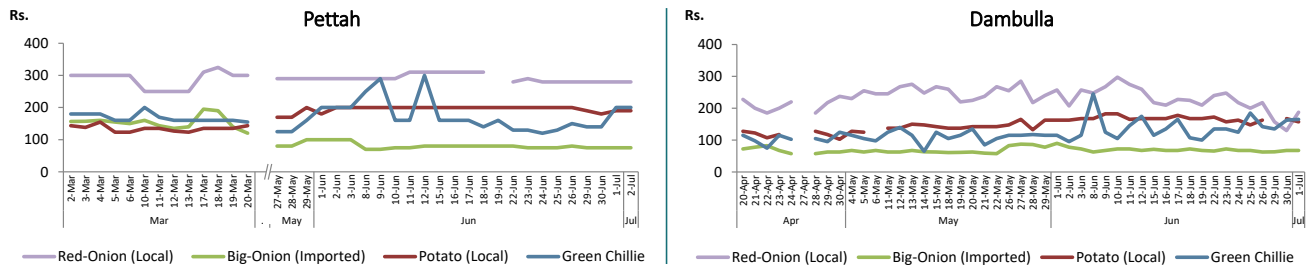 Rs.
Pettah
400
300
200
100
0
2-Mar 3-Mar 4-Mar 5-Mar 6-Mar 10-Mar 11-Mar 12-Mar 13-Mar 17-Mar 18-Mar 19-Mar 20-Mar 27-May 28-May 29-May 1-Jun 2-Jun 3-Jun 8-Jun 9-Jun 10-Jun 11-Jun 12-Jun 15-Jun 16-Jun 17-Jun 18-Jun 22-Jun 23-Jun 24-Jun 25-Jun 26-Jun 29-Jun 30-Jun 1-Jul 2-Jul
Mar . May Jun Jul
Red-Onion (Local) Big-Onion (Imported) Potato (Local) Green Chillie
Rs.
Dambulla
400
300
200
100
0
20-Apr 21-Apr 22-Apr 23-Apr 24-Apr 28-Apr 29-Apr 30-Apr 4-May 5-May 6-May 8-May 11-May 13-May 14-May 15-May 18-May 19-May 20-May 21-May 22-May 26-May 27-May 28-May 29-May 1-Jun 2-Jun 3-Jun 8-Jun 9-Jun 10-Jun 11-Jun 12-Jun 15-Jun 16-Jun 17-Jun 18-Jun 19-Jun 22-Jun 23-Jun 24-Jun 25-Jun 26-Jun 29-Jun 30-Jun 1-Jul
Apr May Jun Jul
Red-Onion (Local) Big-Onion (Imported) Potato (Local) Green Chillie